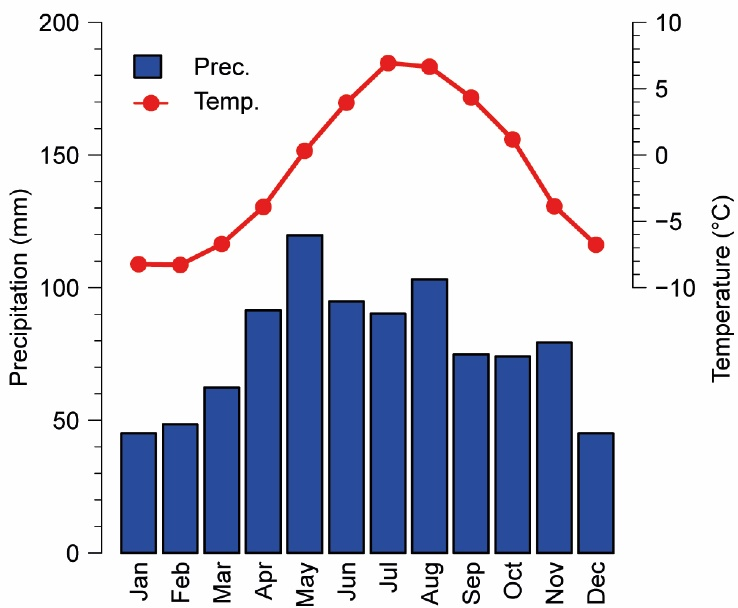 200
150
100
50
0
Precipitation (mm)
Prec.
Temp.
10
5
0
−5
−10
Temperature (°C)
Jan
Feb
Mar
Apr
May
Jun
Jul
Aug
Sep
Oct
Nov
Dec